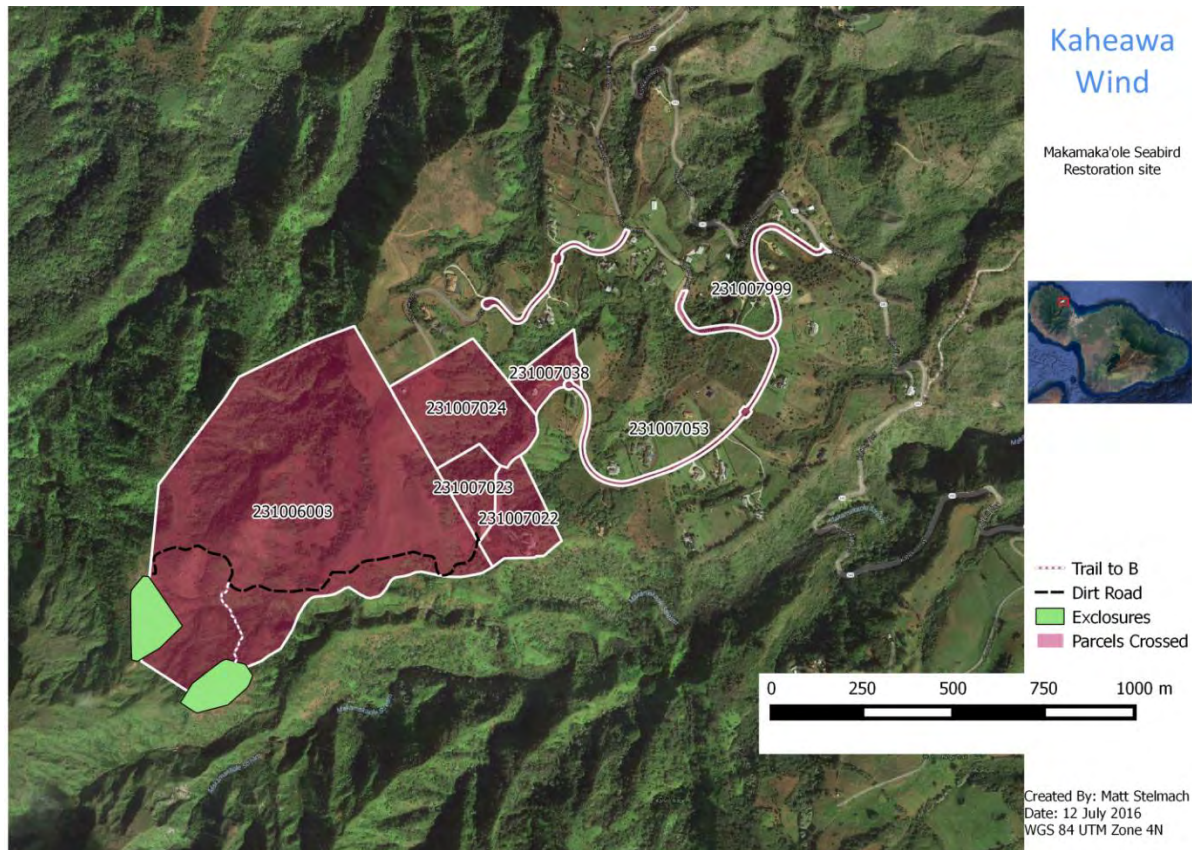 Kaheawa
Wind
Makamaka'ole Seabird
Restoration site
231007999
231007038
231007024
231007053
231007023
231007022
231006003
Trail to B
Dirt Road
Exclosures
Parcels Crossed
0 250 500 750 1000 m
Created By: Matt Stelmach
Date: 12 July 2016
WGS 84 UTM Zone 4N